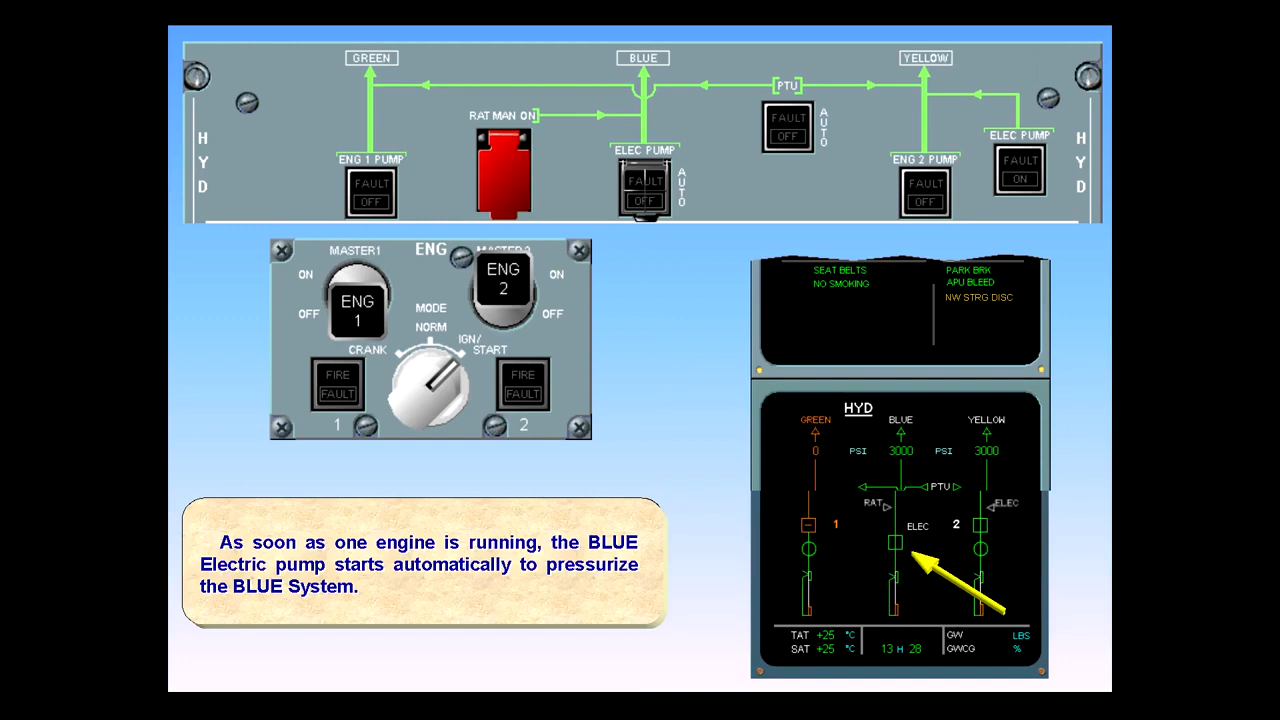 GREEN
BLUE
YELLOW
PTU
RAT MAN ON
FAULT
OFF
AUTO
ELEC PUMP
HYD
HYD
ENG 1 PUMP
ELEC PUMP
ENG 2 PUMP
FAULT
OFF
FAULT
OFF
AUTO
FAULT
OFF
FAULT
ON
MASTER1
ENG
MASTER2
ON
OFF
ENG
1
ENG
2
ON
OFF
MODE
NORM
CRANK
IGN/
START
FIRE
FAULT
FIRE
FAULT
1
2
SEAT BELTS
NO SMOKING
PARK BRK
APU BLEED
NW STRG DISC
HYD
GREEN BLUE YELLOW
0 PSI 3000 PSI 3000
PTU
RAT ELEC
1 ELEC 2
TAT +25 °C GW LBS
SAT +25 °C 13 H 28 GWCG %
As soon as one engine is running, the BLUE
Electric pump starts automatically to pressurize
the BLUE System.